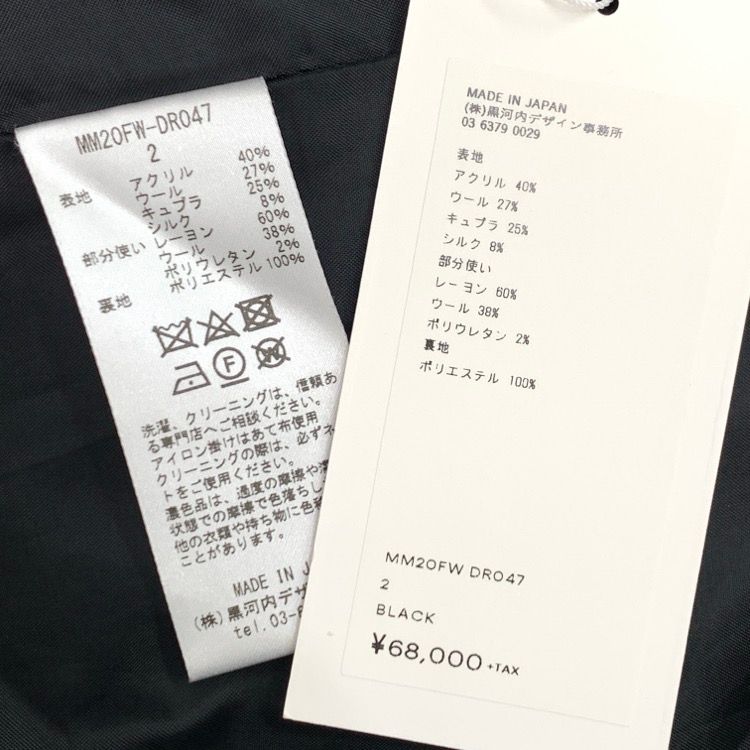 MM20FW-DR047
2
表地 アクリル 40%
ウール 27%
キュプラ 25%
シルク 8%
部分使い レーヨン 60%
ウール 38%
ポリウレタン 2%
裏地 ポリエステル 100%
F
W
洗濯、クリーニングは、信頼あ
る専門店へご相談ください。
アイロン掛けはあて布使用
クリーニングの際は、必ずネ
トをご使用ください。
濃色品は、過度の摩擦や
状態での摩擦で色落ちし
他の衣類や持ち物に色
ことがあります。
MADE IN
(株)黒河内デザ
tel.03-
MADE IN JAPAN
(株)黒河内デザイン事務所
03 6379 0029
表地
アクリル 40%
ウール 27%
キュプラ 25%
シルク 8%
部分使い
レーヨン 60%
ウール 38%
ポリウレタン 2%
裏地
ポリエステル 100%
MM20FW DR047
2
BLACK
¥68,000 +TAX